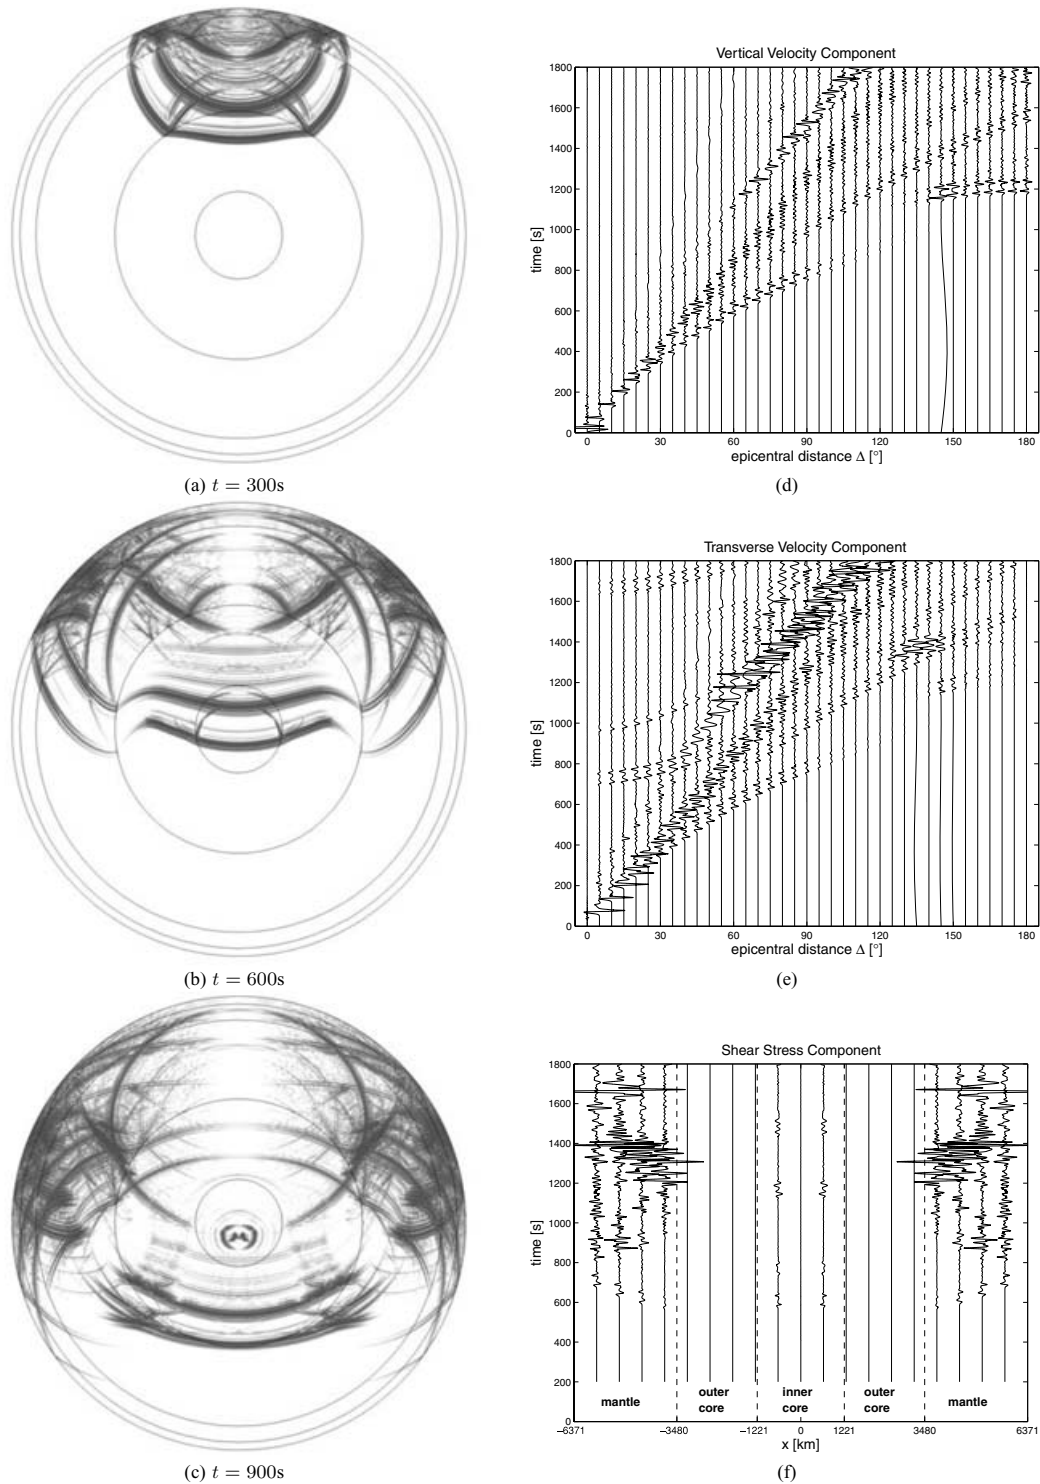 (a) t = 300s
(b) t = 600s
(c) t = 900s
Vertical Velocity Component
1800
1600
1400
1200
1000
800
600
400
200
0
time [s]
0 30 60 90 120 150 180
epicentral distance Δ [°]
(d)
Transverse Velocity Component
1800
1600
1400
1200
1000
800
600
400
200
0
time [s]
0 30 60 90 120 150 180
epicentral distance Δ [°]
(e)
Shear Stress Component
1800
1600
1400
1200
1000
800
600
400
200
0
time [s]
mantle
outer
core
inner
core
outer
core
mantle
−6371 −3480 −1221 0 1221 3480 6371
x [km]
(f)